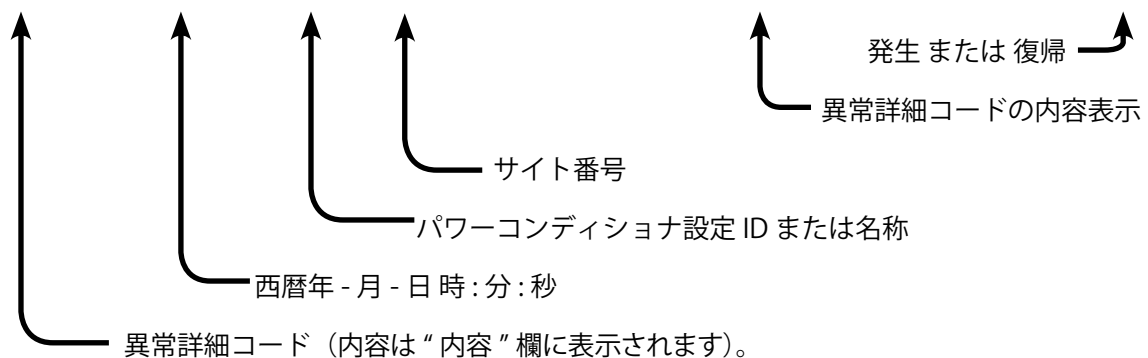 発生 または 復帰
異常詳細コードの内容表示
サイト番号
パワーコンディショナ設定 ID または名称
西暦年 - 月 - 日 時 : 分 : 秒
異常詳細コード（内容は “ 内容 ” 欄に表示されます）。